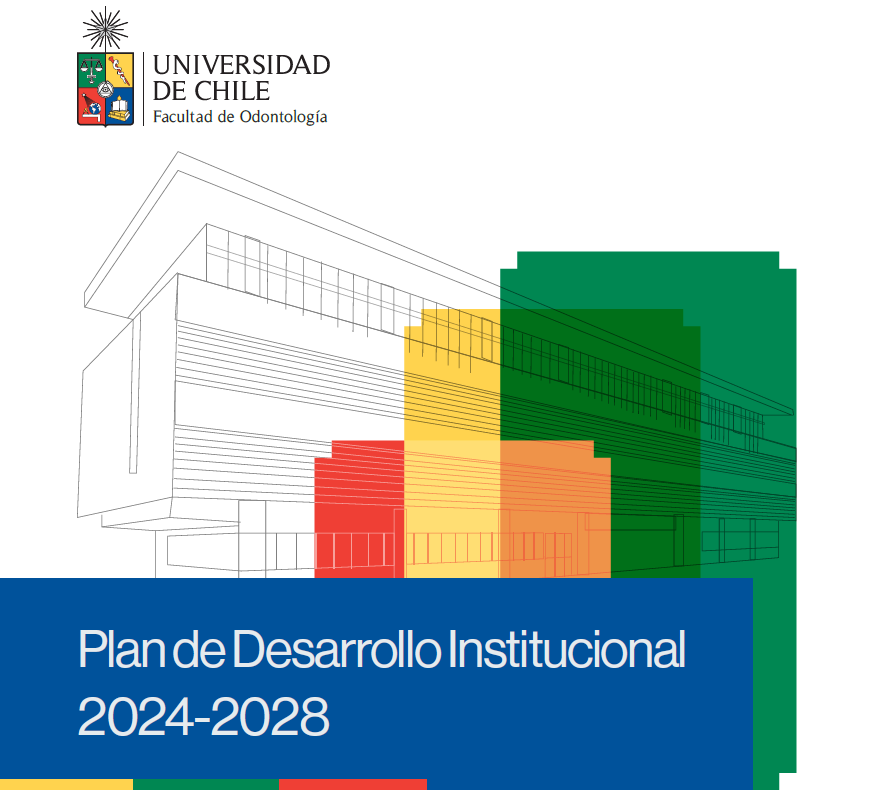 UNIVERSIDAD
DE CHILE
Facultad de Odontología
Plan de Desarrollo Institucional
2024-2028